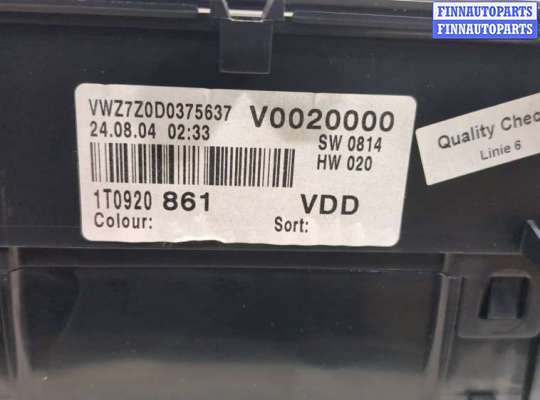 FINNAUTOPARTS
FINNAUTOPARTS
VWZ7Z0D0375637 V0020000
24.08.04 02:33 SW 0814
HW 020
1T0920 861 VDD
Colour: Sort:
Quality Chec
Linie 6